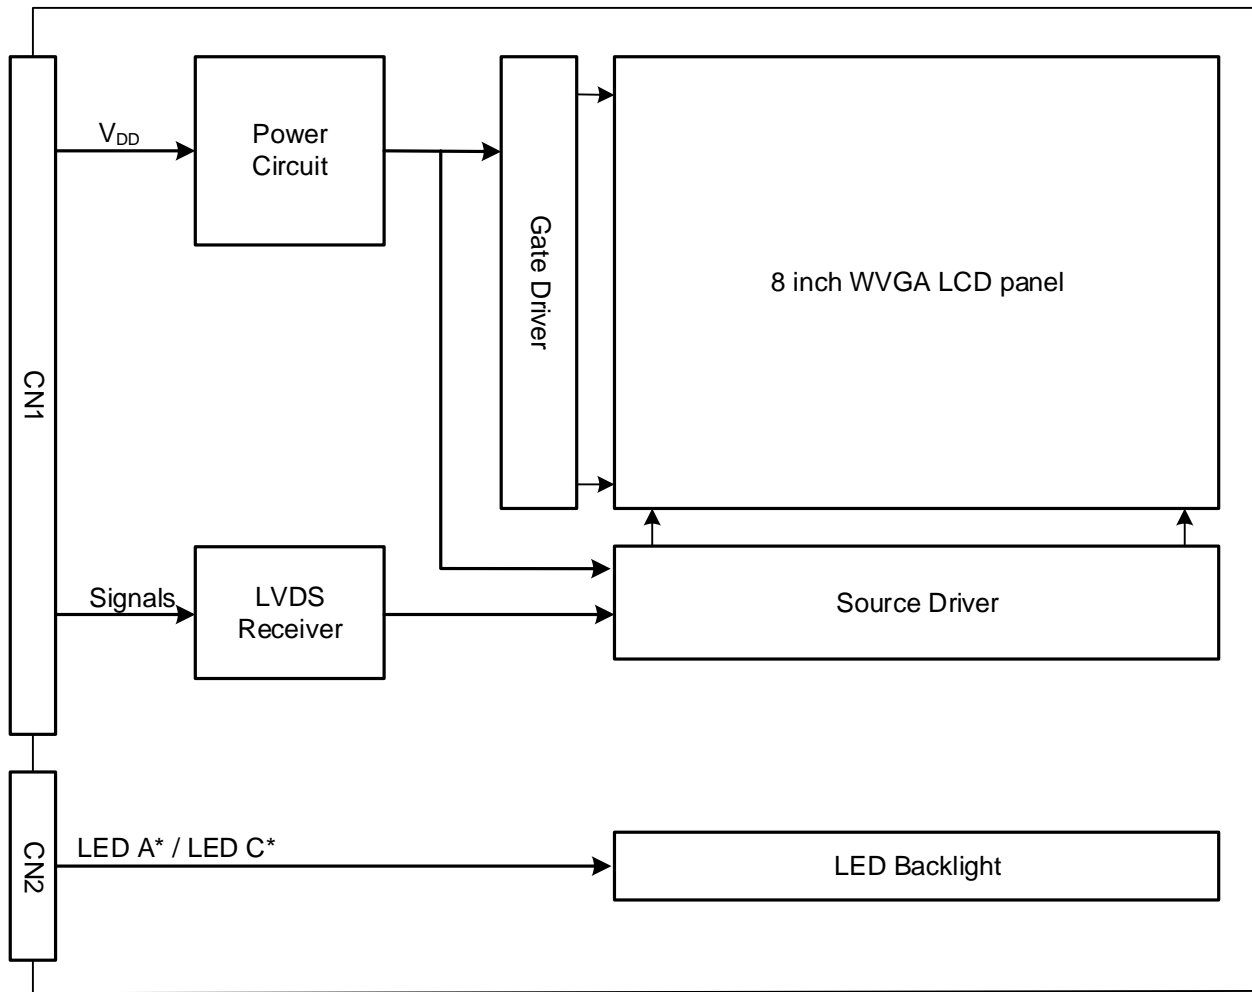 V_DD
Power
Circuit
Gate Driver
8 inch WVGA LCD panel
CN1
Signals
LVDS
Receiver
Source Driver
CN2
LED A* / LED C*
LED Backlight